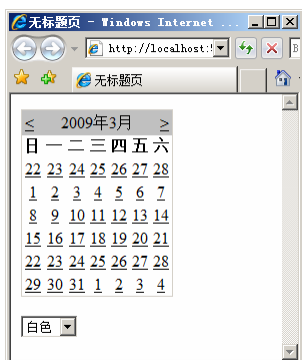 无标题页 - Windows Internet ...
http://localhost:5
无标题页
< 2009年3月 >
日 一 二 三 四 五 六
22 23 24 25 26 27 28
1 2 3 4 5 6 7
8 9 10 11 12 13 14
15 16 17 18 19 20 21
22 23 24 25 26 27 28
29 30 31 1 2 3 4
白色